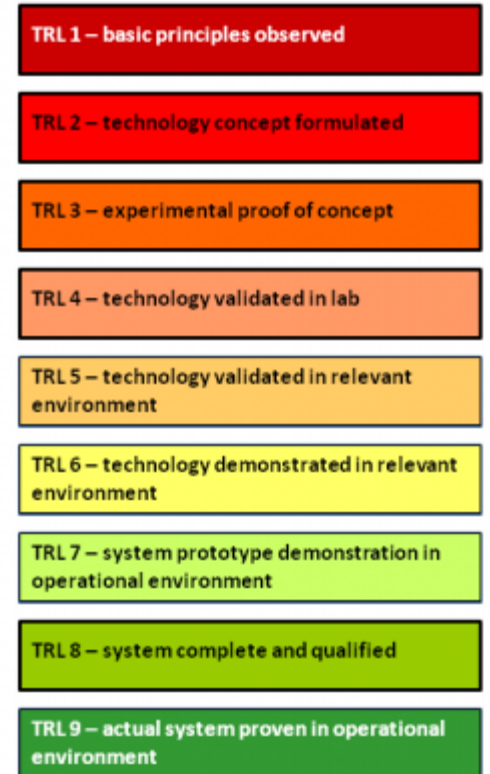 TRL 1 – basic principles observed
TRL 2 – technology concept formulated
TRL 3 – experimental proof of concept
TRL 4 – technology validated in lab
TRL 5 – technology validated in relevant
environment
TRL 6 – technology demonstrated in relevant
environment
TRL 7 – system prototype demonstration in
operational environment
TRL 8 – system complete and qualified
TRL 9 – actual system proven in operational
environment